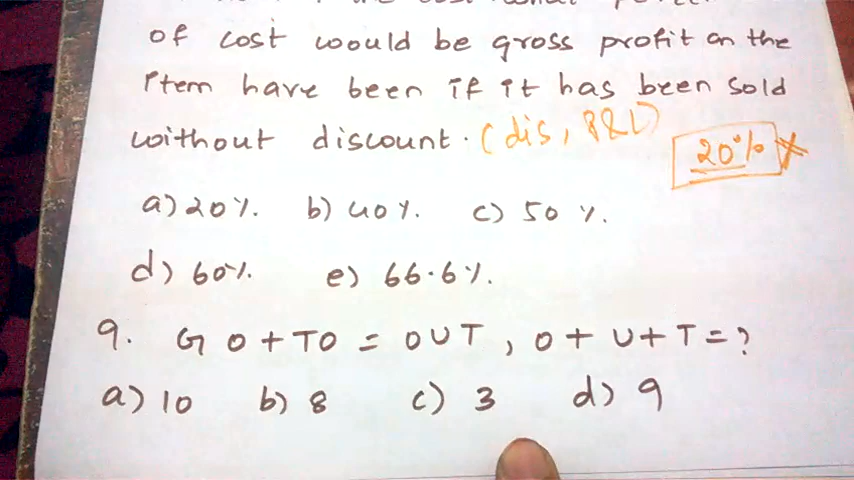 of cost would be gross profit on the
item have been if it has been sold
without discount. (dis, P&L)
20%
a) 20%. b) 40%. c) 50%.
d) 60%. e) 66.6%.
9. GO + TO = OUT, O + U + T = ?
a) 10 b) 8 c) 3 d) 9